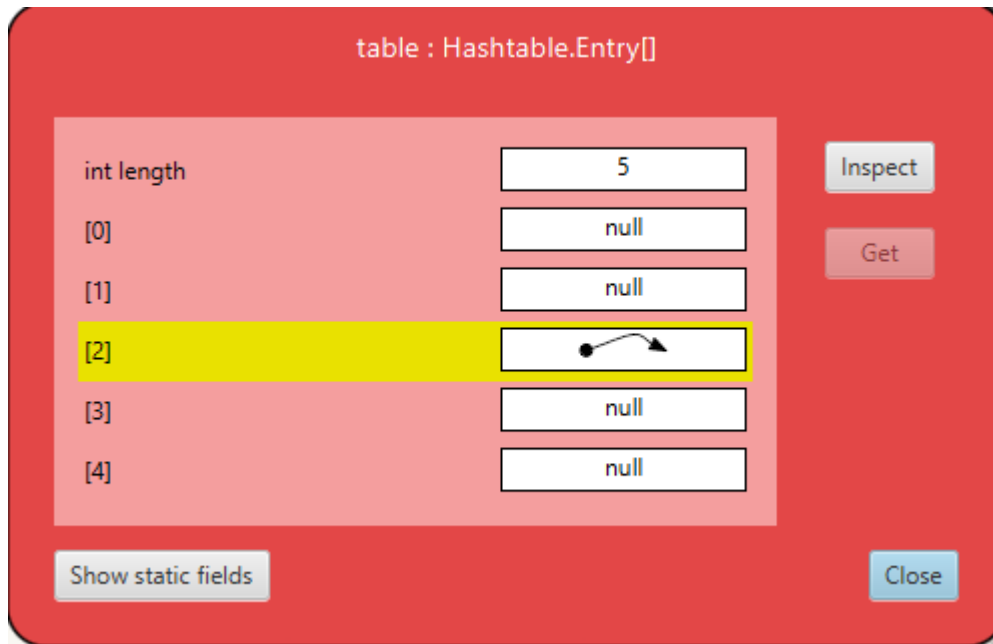 table : Hashtable.Entry[]
int length 5
Inspect
[0] null
Get
[1] null
[2]
[3] null
[4] null
Show static fields
Close